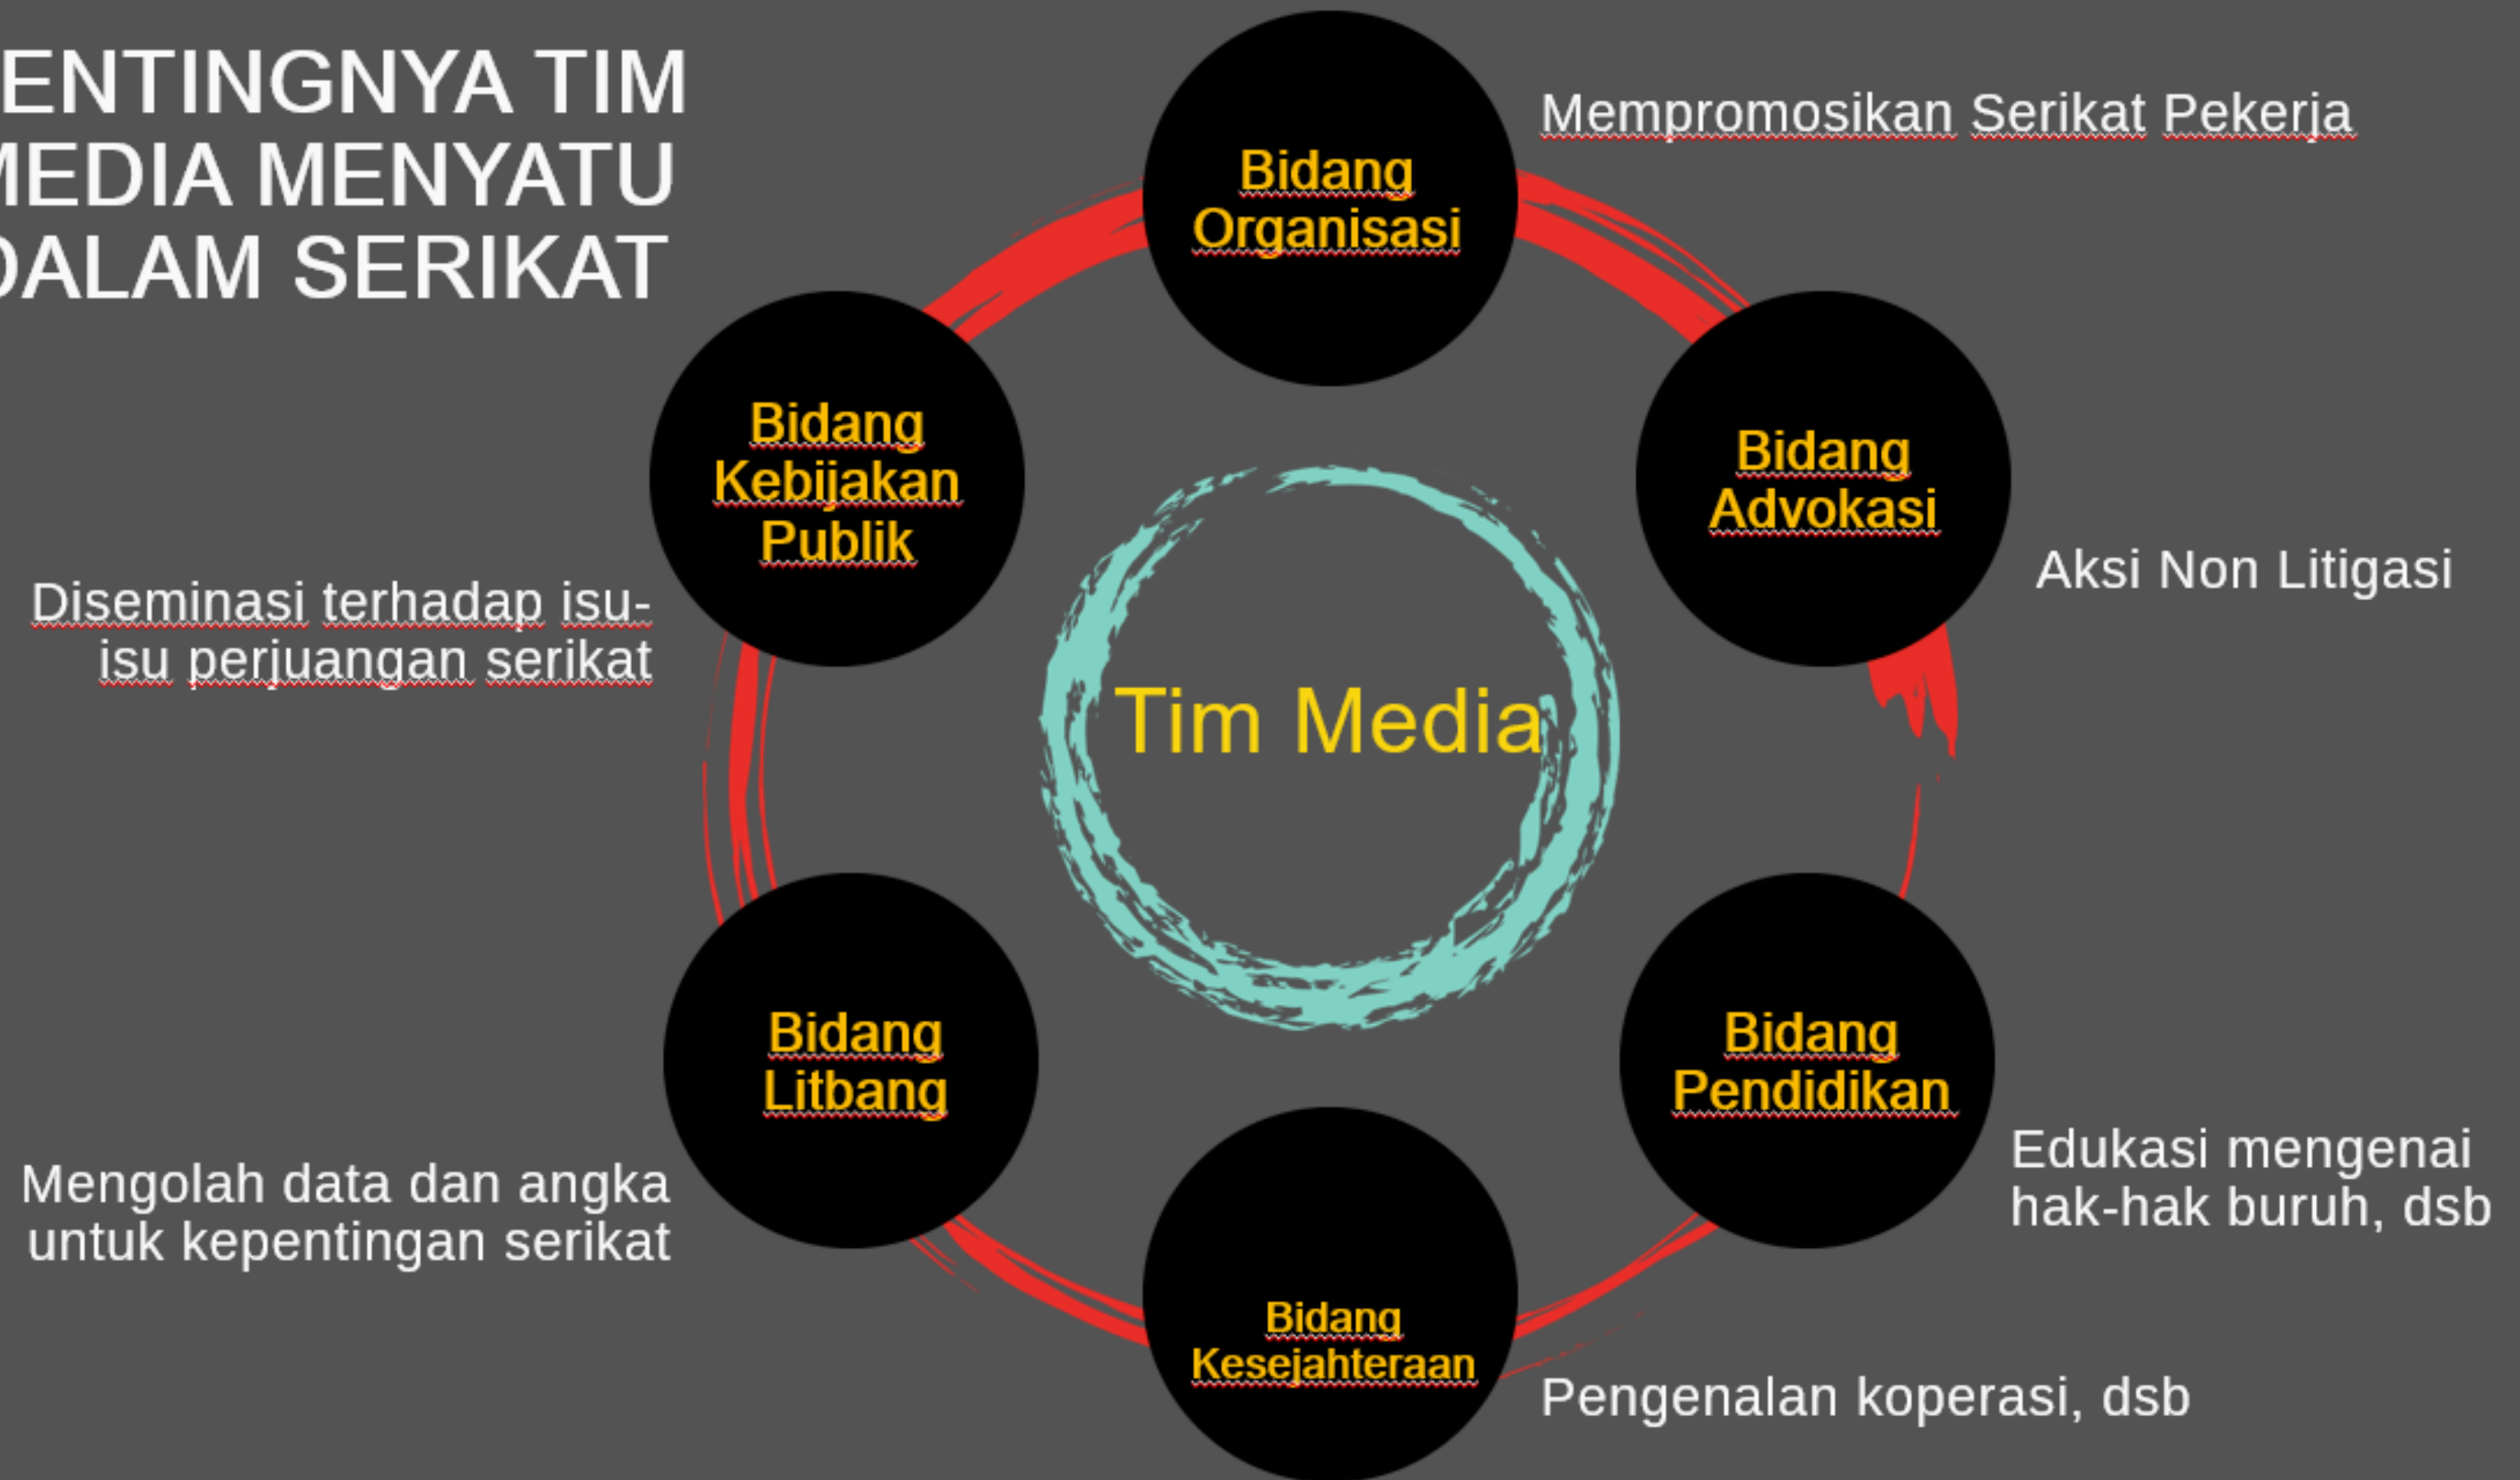 ENTINGNYA TIM
MEDIA MENYATU
DALAM SERIKAT
Bidang
Organisasi
Mempromosikan Serikat Pekerja
Bidang
Advokasi
Aksi Non Litigasi
Bidang
Kebijakan
Publik
Diseminasi terhadap isu-
isu perjuangan serikat
Tim Media
Bidang
Litbang
Mengolah data dan angka
untuk kepentingan serikat
Bidang
Pendidikan
Edukasi mengenai
hak-hak buruh, dsb
Bidang
Kesejahteraan
Pengenalan koperasi, dsb